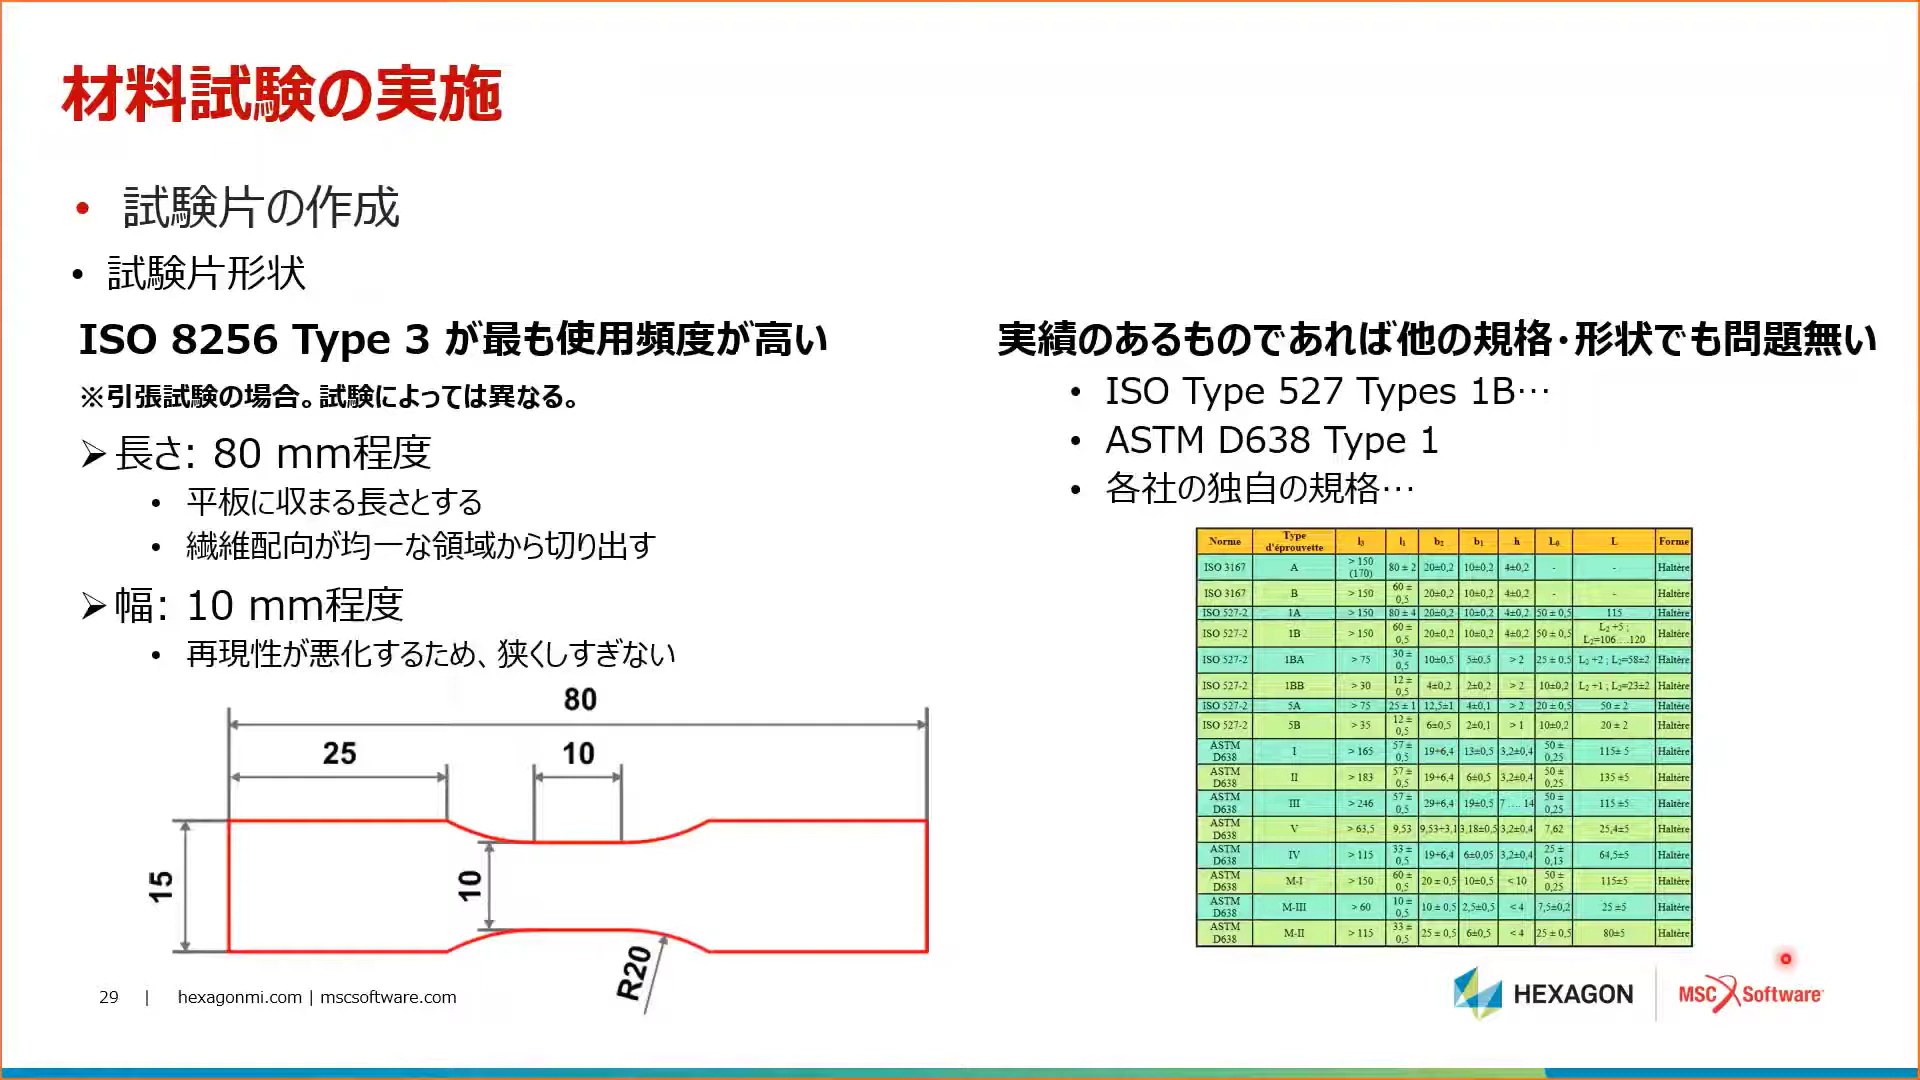 材料試験の実施
• 試験片の作成
• 試験片形状
ISO 8256 Type 3 が最も使用頻度が高い
※引張試験の場合。試験によっては異なる。
➢長さ: 80 mm程度
• 平板に収まる長さとする
• 繊維配向が均一な領域から切り出す
➢幅: 10 mm程度
• 再現性が悪化するため、狭くしすぎない
80
25
10
15
10
R20
実績のあるものであれば他の規格・形状でも問題無い
• ISO Type 527 Types 1B…
• ASTM D638 Type 1
• 各社の独自の規格…
Norme Type d'éprouvette l₃ l₁ b₂ b₁ h L₀ L Forme
ISO 3167 A > 150 (170) 80 ± 2 20±0,2 10±0,2 4±0,2 - - Haltère
ISO 3167 B > 150 60 ± 0,5 20±0,2 10±0,2 4±0,2 - - Haltère
ISO 527-2 1A > 150 80 ± 4 20±0,2 10±0,2 4±0,2 50 ± 0,5 115 Haltère
ISO 527-2 1B > 150 60 ± 0,5 20±0,2 10±0,2 4±0,2 50 ± 0,5 L₂ +5 ; L₂=106…120 Haltère
ISO 527-2 1BA > 75 30 ± 0,5 10±0,5 5±0,5 > 2 25 ± 0,5 L₂ +2 ; L₂=58±2 Haltère
ISO 527-2 1BB > 30 12 ± 0,5 4±0,2 2±0,2 > 2 10±0,2 L₂ +1 ; L₂=23±2 Haltère
ISO 527-2 5A > 75 25 ± 1 12,5±1 4±0,1 > 2 20 ± 0,5 50 ± 2 Haltère
ISO 527-2 5B > 35 12 ± 0,5 6±0,5 2±0,1 > 1 10±0,2 20 ± 2 Haltère
ASTM D638 I > 165 57 ± 0,5 19+6,4 13±0,5 3,2±0,4 50 ± 0,25 115± 5 Haltère
ASTM D638 II > 183 57 ± 0,5 19+6,4 6±0,5 3,2±0,4 50 ± 0,25 135 ±5 Haltère
ASTM D638 III > 246 57 ± 0,5 29+6,4 19±0,5 7 …. 14 50 ± 0,25 115 ±5 Haltère
ASTM D638 V > 63,5 9,53 9,53+3,1 3,18±0,5 3,2±0,4 7,62 25,4±5 Haltère
ASTM D638 IV > 115 33 ± 0,5 19+6,4 6±0,05 3,2±0,4 25 ± 0,13 64,5±5 Haltère
ASTM D638 M-I > 150 60 ± 0,5 20 ± 0,5 10±0,5 < 10 50 ± 0,25 115±5 Haltère
ASTM D638 M-III > 60 10 ± 0,5 10 ± 0,5 2,5±0,5 < 4 7,5±0,2 25 ±5 Haltère
ASTM D638 M-II > 115 33 ± 0,5 25 ± 0,5 6±0,5 < 4 25 ± 0,5 80±5 Haltère
29 | hexagonmi.com | mscsoftware.com
HEXAGON | MSC Software